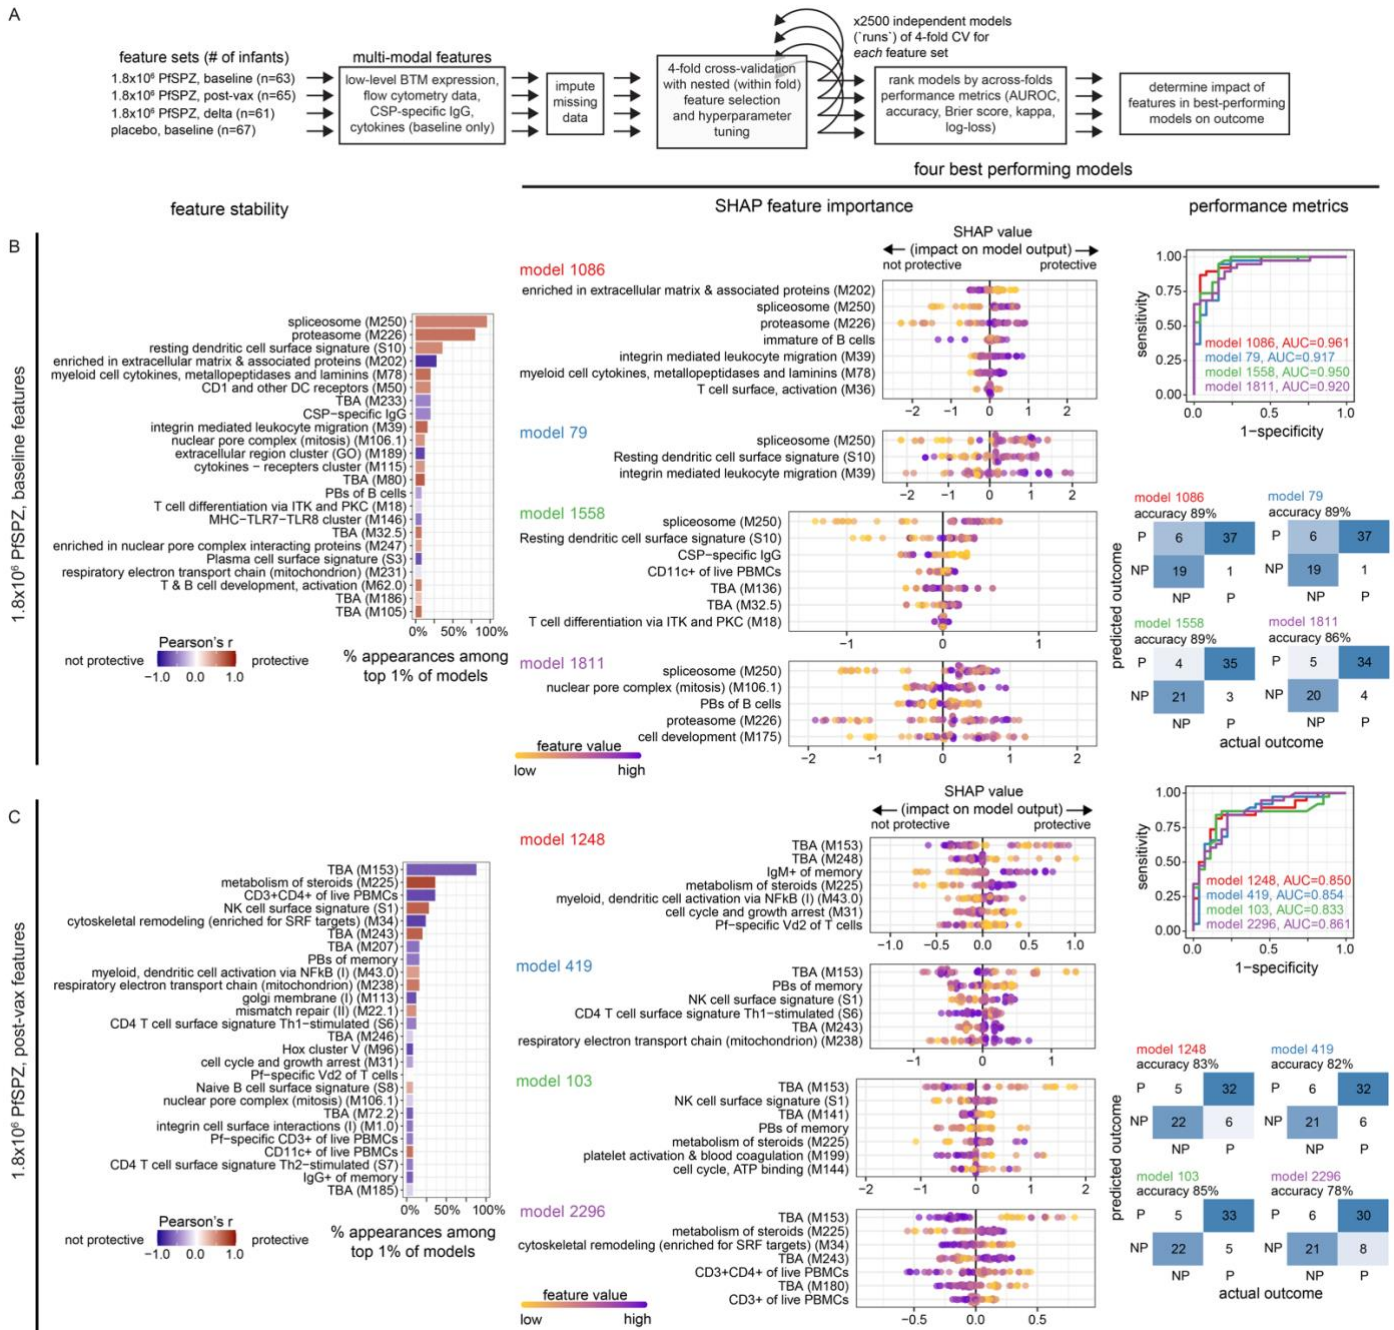 A
feature sets (# of infants)
1.8x10⁶ PfSPZ, baseline (n=63)
1.8x10⁶ PfSPZ, post-vax (n=65)
1.8x10⁶ PfSPZ, delta (n=61)
placebo, baseline (n=67)
multi-modal features
low-level BTM expression,
flow cytometry data,
CSP-specific IgG,
cytokines (baseline only)
impute
missing
data
4-fold cross-validation
with nested (within fold)
feature selection
and hyperparameter
tuning
x2500 independent models
(`runs`) of 4-fold CV for
each feature set
rank models by across-folds
performance metrics (AUROC,
accuracy, Brier score, kappa,
log-loss)
determine impact of
features in best-performing
models on outcome
four best performing models
feature stability
SHAP feature importance
performance metrics
B
1.8x10⁶ PfSPZ, baseline features
spliceosome (M250)
proteasome (M226)
resting dendritic cell surface signature (S10)
enriched in extracellular matrix & associated proteins (M202)
myeloid cell cytokines, metallopeptidases and laminins (M78)
CD1 and other DC receptors (M50)
TBA (M233)
CSP-specific IgG
integrin mediated leukocyte migration (M39)
nuclear pore complex (mitosis) (M106.1)
extracellular region cluster (GO) (M189)
cytokines − recepters cluster (M115)
TBA (M80)
PBs of B cells
T cell differentiation via ITK and PKC (M18)
MHC−TLR7−TLR8 cluster (M146)
TBA (M32.5)
enriched in nuclear pore complex interacting proteins (M247)
Plasma cell surface signature (S3)
respiratory electron transport chain (mitochondrion) (M231)
T & B cell development, activation (M62.0)
TBA (M186)
TBA (M105)
0% 50% 100%
% appearances among
top 1% of models
Pearson's r
not protective
protective
−1.0 0.0 1.0
SHAP value
(impact on model output)
not protective
protective
model 1086
enriched in extracellular matrix & associated proteins (M202)
spliceosome (M250)
proteasome (M226)
immature of B cells
integrin mediated leukocyte migration (M39)
myeloid cell cytokines, metallopeptidases and laminins (M78)
T cell surface, activation (M36)
−2 −1 0 1 2
model 79
spliceosome (M250)
Resting dendritic cell surface signature (S10)
integrin mediated leukocyte migration (M39)
−2 −1 0 1 2
model 1558
spliceosome (M250)
Resting dendritic cell surface signature (S10)
CSP-specific IgG
CD11c+ of live PBMCs
TBA (M136)
TBA (M32.5)
T cell differentiation via ITK and PKC (M18)
−1 0 1
model 1811
spliceosome (M250)
nuclear pore complex (mitosis) (M106.1)
PBs of B cells
proteasome (M226)
cell development (M175)
−2 −1 0 1 2
feature value
low high
sensitivity
1.00
0.75
0.50
0.25
0.00
model 1086, AUC=0.961
model 79, AUC=0.917
model 1558, AUC=0.950
model 1811, AUC=0.920
0.0 0.5 1.0
1-specificity
predicted outcome
model 1086
accuracy 89%
P 6 37
NP 19 1
NP P
model 79
accuracy 89%
P 6 37
NP 19 1
NP P
model 1558
accuracy 89%
P 4 35
NP 21 3
NP P
model 1811
accuracy 86%
P 5 34
NP 20 4
NP P
actual outcome
C
1.8x10⁶ PfSPZ, post-vax features
TBA (M153)
metabolism of steroids (M225)
CD3+CD4+ of live PBMCs
NK cell surface signature (S1)
cytoskeletal remodeling (enriched for SRF targets) (M34)
TBA (M243)
TBA (M207)
PBs of memory
myeloid, dendritic cell activation via NFkB (I) (M43.0)
respiratory electron transport chain (mitochondrion) (M238)
golgi membrane (I) (M113)
mismatch repair (II) (M22.1)
CD4 T cell surface signature Th1−stimulated (S6)
TBA (M246)
Hox cluster V (M96)
cell cycle and growth arrest (M31)
Pf−specific Vd2 of T cells
Naive B cell surface signature (S8)
nuclear pore complex (mitosis) (M106.1)
TBA (M72.2)
integrin cell surface interactions (I) (M1.0)
Pf−specific CD3+ of live PBMCs
CD11c+ of live PBMCs
CD4 T cell surface signature Th2−stimulated (S7)
IgG+ of memory
TBA (M185)
0% 50% 100%
% appearances among
top 1% of models
Pearson's r
not protective
protective
−1.0 0.0 1.0
SHAP value
(impact on model output)
not protective
protective
model 1248
TBA (M153)
TBA (M248)
IgM+ of memory
metabolism of steroids (M225)
myeloid, dendritic cell activation via NFkB (I) (M43.0)
cell cycle and growth arrest (M31)
Pf−specific Vd2 of T cells
−1.0 −0.5 0.0 0.5 1.0
model 419
TBA (M153)
PBs of memory
NK cell surface signature (S1)
CD4 T cell surface signature Th1−stimulated (S6)
TBA (M243)
respiratory electron transport chain (mitochondrion) (M238)
−1 0 1
model 103
TBA (M153)
NK cell surface signature (S1)
TBA (M141)
PBs of memory
metabolism of steroids (M225)
platelet activation & blood coagulation (M199)
cell cycle, ATP binding (M144)
−2 −1 0 1 2
model 2296
TBA (M153)
metabolism of steroids (M225)
cytoskeletal remodeling (enriched for SRF targets) (M34)
TBA (M243)
CD3+CD4+ of live PBMCs
TBA (M180)
CD3+ of live PBMCs
−0.5 0.0 0.5
feature value
low high
sensitivity
1.00
0.75
0.50
0.25
0.00
model 1248, AUC=0.850
model 419, AUC=0.854
model 103, AUC=0.833
model 2296, AUC=0.861
0.0 0.5 1.0
1-specificity
predicted outcome
model 1248
accuracy 83%
P 5 32
NP 22 6
NP P
model 419
accuracy 82%
P 6 32
NP 21 6
NP P
model 103
accuracy 85%
P 5 33
NP 22 5
NP P
model 2296
accuracy 78%
P 6 30
NP 21 8
NP P
actual outcome